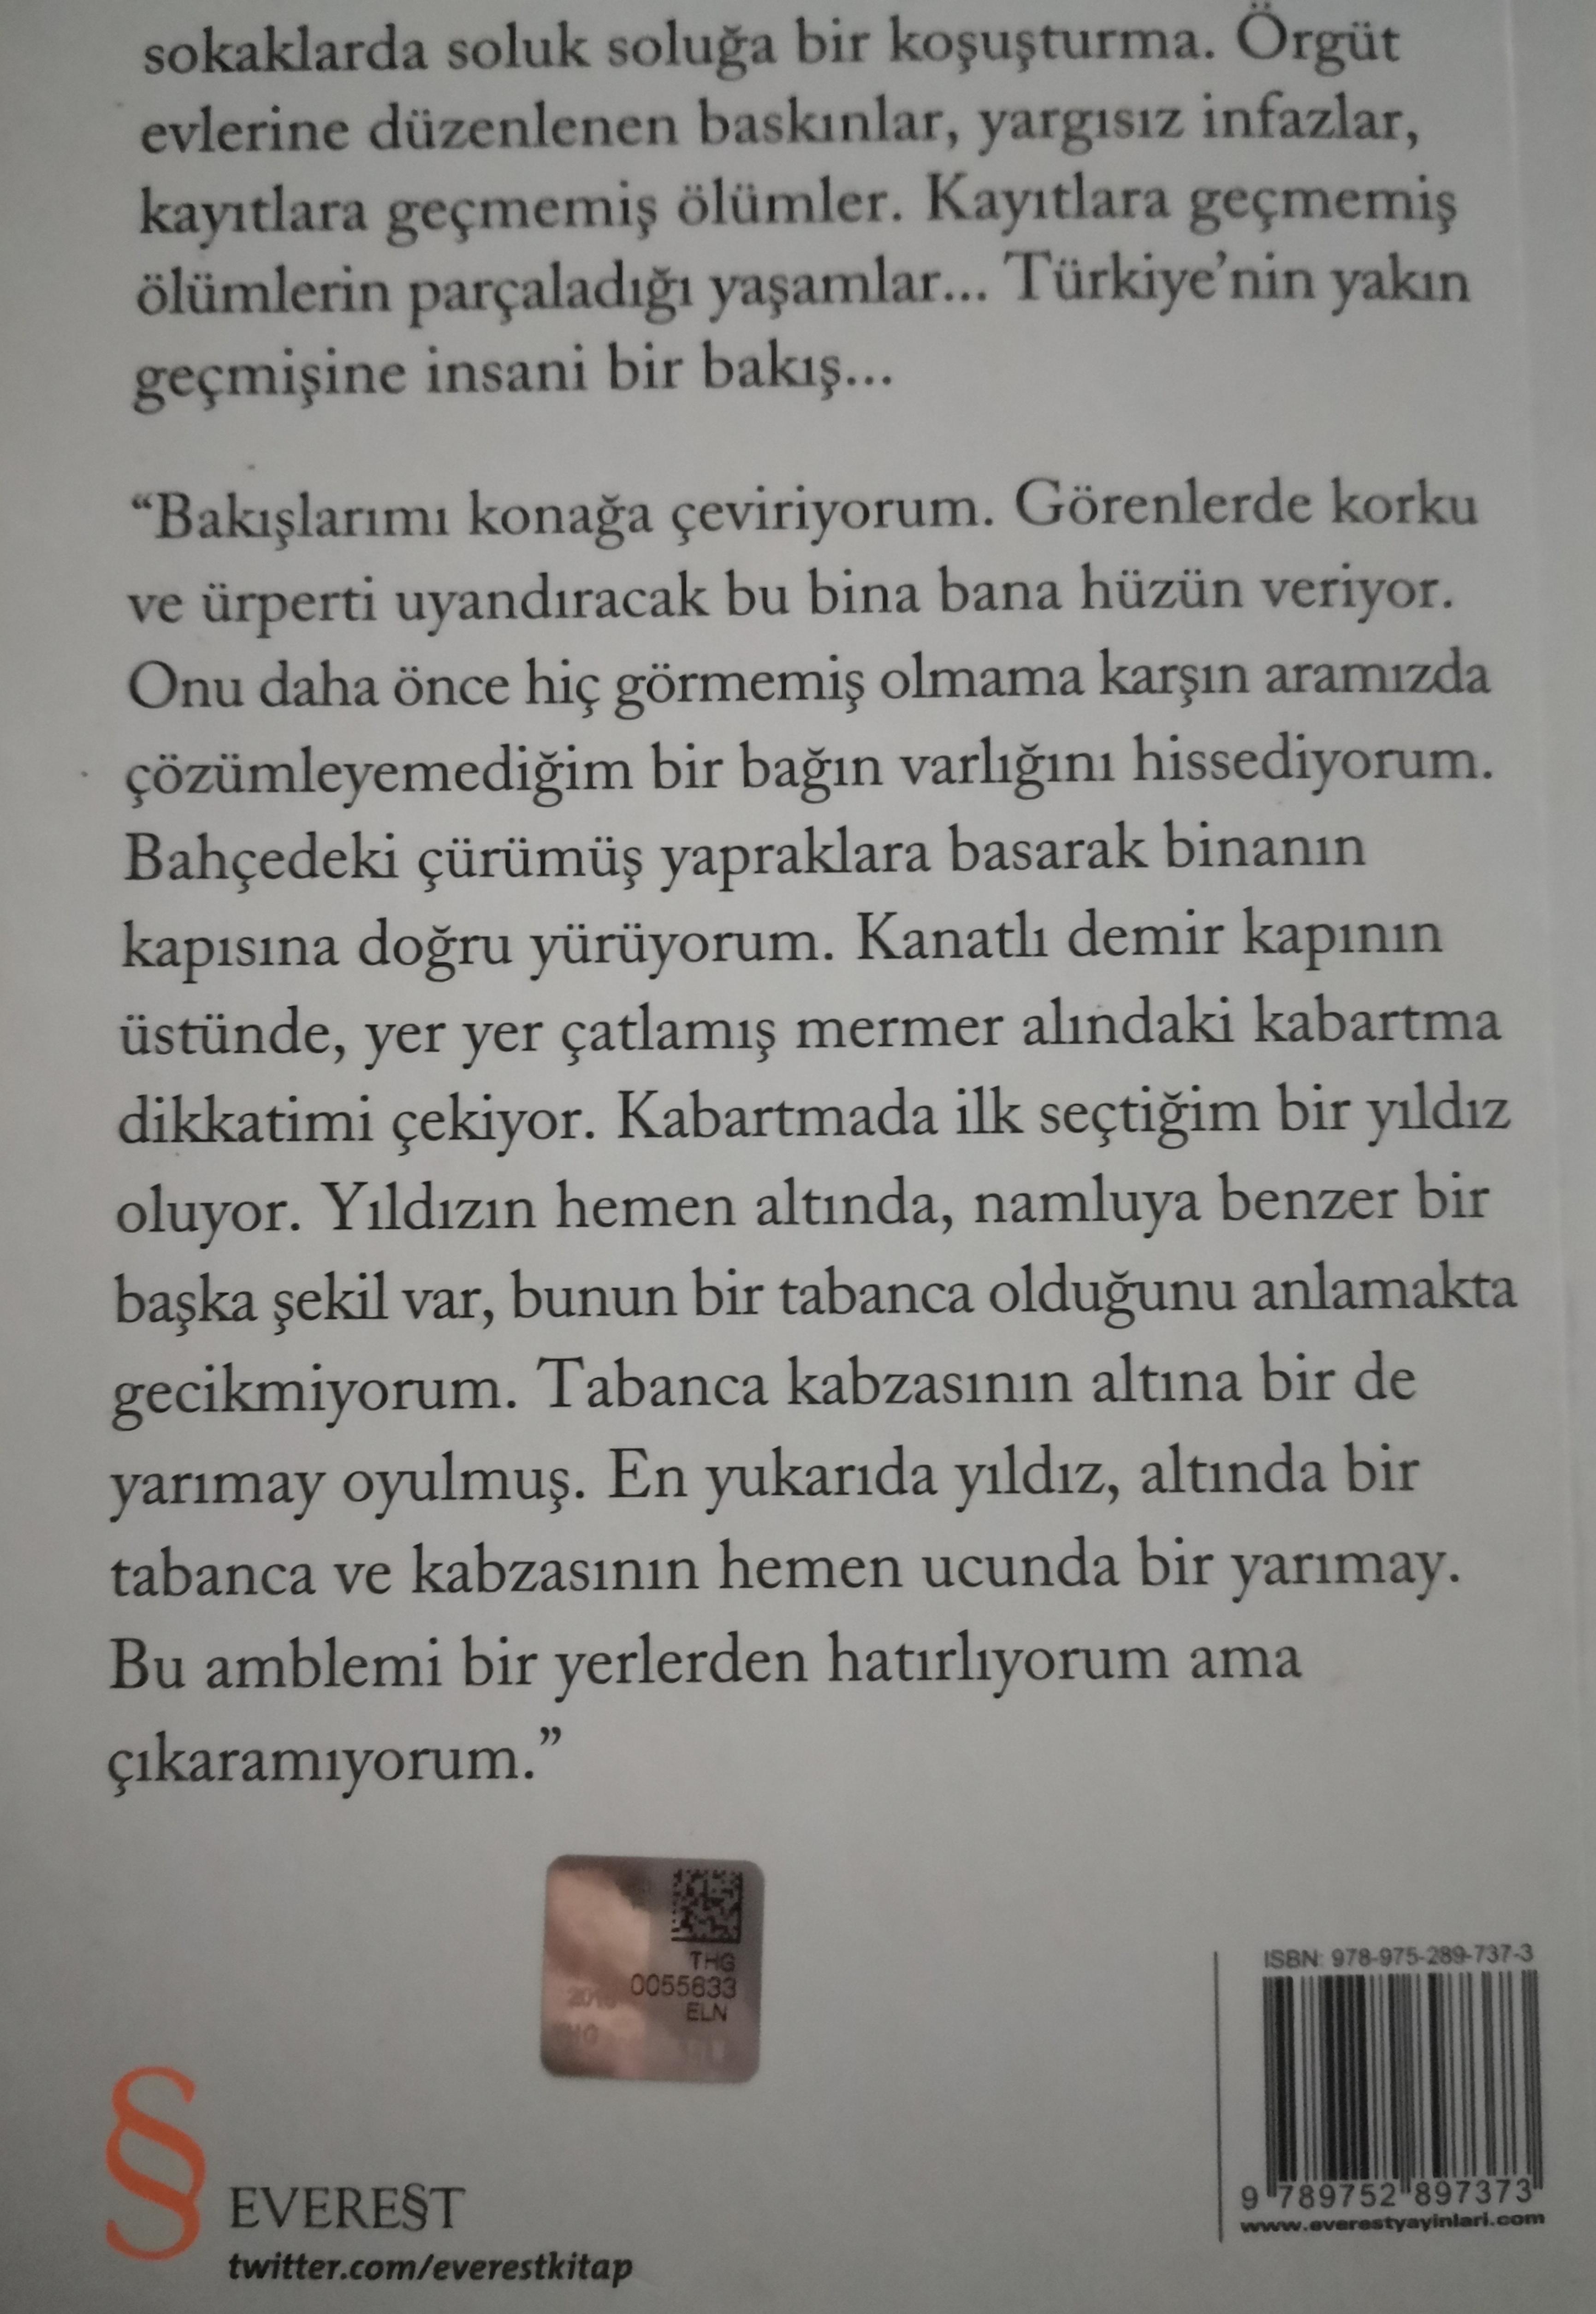 sokaklarda soluk soluğa bir koşuşturma. Örgüt
evlerine düzenlenen baskınlar, yargısız infazlar,
kayıtlara geçmemiş ölümler. Kayıtlara geçmemiş
ölümlerin parçaladığı yaşamlar... Türkiye’nin yakın
geçmişine insani bir bakış...
“Bakışlarımı konağa çeviriyorum. Görenlerde korku
ve ürperti uyandıracak bu bina bana hüzün veriyor.
Onu daha önce hiç görmemiş olmama karşın aramızda
çözümleyemediğim bir bağın varlığını hissediyorum.
Bahçedeki çürümüş yapraklara basarak binanın
kapısına doğru yürüyorum. Kanatlı demir kapının
üstünde, yer yer çatlamış mermer alındaki kabartma
dikkatimi çekiyor. Kabartmada ilk seçtiğim bir yıldız
oluyor. Yıldızın hemen altında, namluya benzer bir
başka şekil var, bunun bir tabanca olduğunu anlamakta
gecikmiyorum. Tabanca kabzasının altına bir de
yarımay oyulmuş. En yukarıda yıldız, altında bir
tabanca ve kabzasının hemen ucunda bir yarımay.
Bu amblemi bir yerlerden hatırlıyorum ama
çıkaramıyorum.”
THG
0055633
ELN
ISBN: 978-975-289-737-3
9 789752 897373
www.everestyayinlari.com
§
EVERE§T
twitter.com/everestkitap